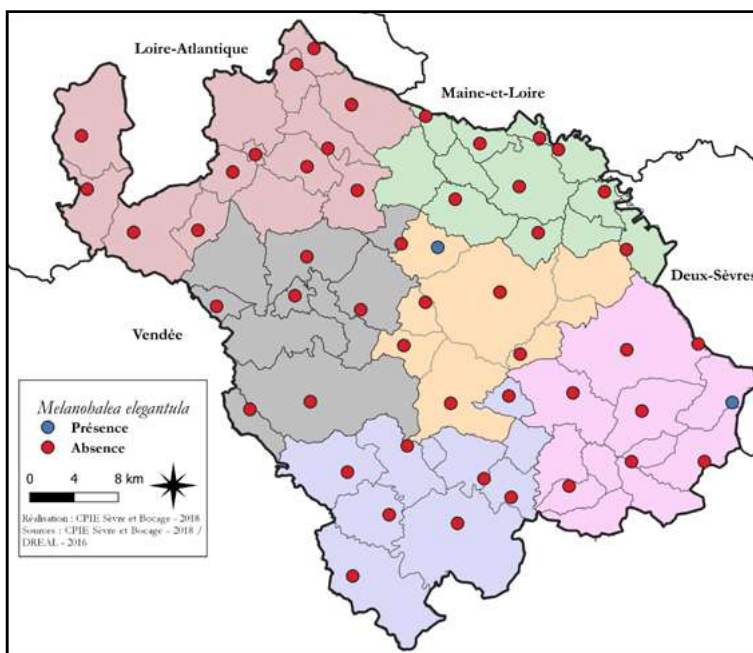 Loire-Atlantique
Maine-et-Loire
Deux-Sèvres
Vendée
Melanohalea elegantula
Présence
Absence
0 4 8 km
Réalisation : CPIE Sèvre et Bocage - 2018
Sources : CPIE Sèvre et Bocage - 2018 /
DREAL - 2016